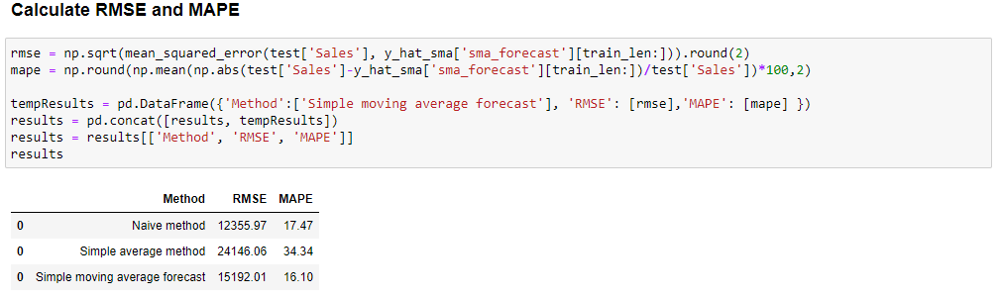 Calculate RMSE and MAPE
rmse = np.sqrt(mean_squared_error(test['Sales'], y_hat_sma['sma_forecast'][train_len:])).round(2)
mape = np.round(np.mean(np.abs(test['Sales']-y_hat_sma['sma_forecast'][train_len:])/test['Sales'])*100,2)
tempResults = pd.DataFrame({'Method':['Simple moving average forecast'], 'RMSE': [rmse],'MAPE': [mape] })
results = pd.concat([results, tempResults])
results = results[['Method', 'RMSE', 'MAPE']]
results
Method RMSE MAPE
0 Naive method 12355.97 17.47
0 Simple average method 24146.06 34.34
0 Simple moving average forecast 15192.01 16.10